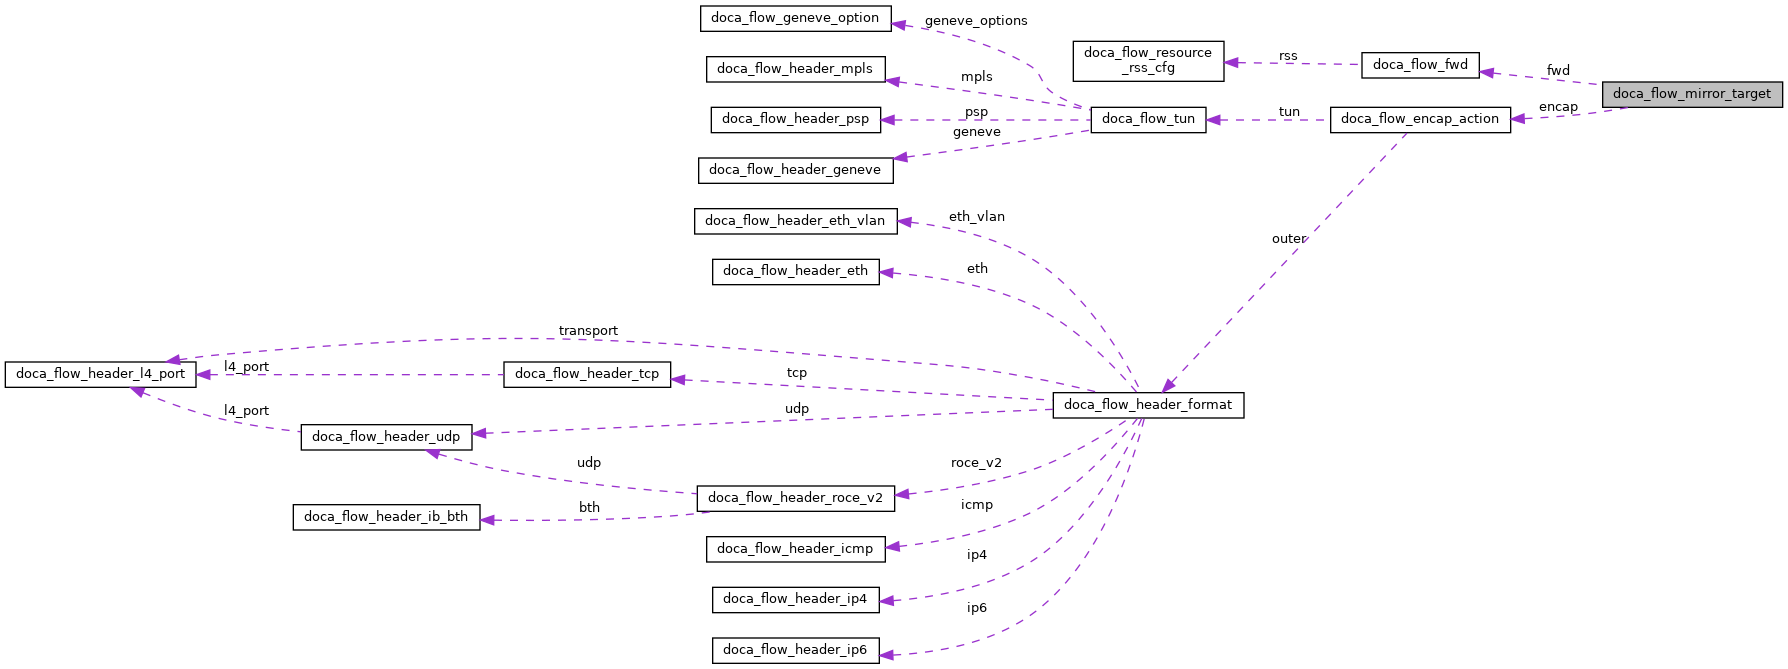 doca_flow_geneve_option
geneve_options
doca_flow_resource
_rss_cfg
rss
doca_flow_fwd
fwd
doca_flow_mirror_target
doca_flow_header_mpls
mpls
encap
doca_flow_header_psp
psp
doca_flow_tun
tun
doca_flow_encap_action
geneve
doca_flow_header_geneve
doca_flow_header_eth_vlan
eth_vlan
outer
doca_flow_header_eth
eth
transport
doca_flow_header_l4_port
l4_port
doca_flow_header_tcp
tcp
doca_flow_header_format
l4_port
udp
doca_flow_header_udp
udp
roce_v2
doca_flow_header_roce_v2
doca_flow_header_ib_bth
bth
icmp
doca_flow_header_icmp
ip4
doca_flow_header_ip4
ip6
doca_flow_header_ip6